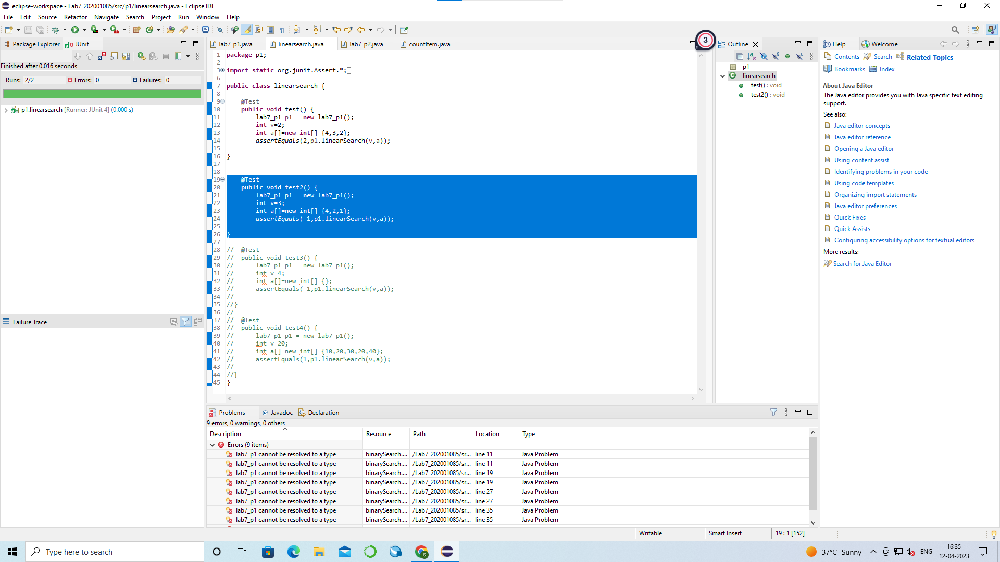 eclipse-workspace - Lab7_202001085/src/p1/linearsearch.java - Eclipse IDE
File Edit Source Refactor Navigate Search Project Run Window Help
Package Explorer JUnit
Finished after 0.016 seconds
Runs: 2/2 Errors: 0 Failures: 0
p1.linearsearch [Runner: JUnit 4] (0.000 s)
Failure Trace
lab7_p1.java linearsearch.java lab7_p2.java countItem.java
3
1 package p1;
2
3 import static org.junit.Assert.*;
6
7 public class linearsearch {
8
9 @Test
10 public void test() {
11 lab7_p1 p1 = new lab7_p1();
12 int v=2;
13 int a[]=new int[] {4,3,2};
14 assertEquals(2,p1.linearSearch(v,a));
15
16 }
17
18
19 @Test
20 public void test2() {
21 lab7_p1 p1 = new lab7_p1();
22 int v=3;
23 int a[]=new int[] {4,2,1};
24 assertEquals(-1,p1.linearSearch(v,a));
25
26 }
27
28 // @Test
29 // public void test3() {
30 // lab7_p1 p1 = new lab7_p1();
31 // int v=4;
32 // int a[]=new int[] {};
33 // assertEquals(-1,p1.linearSearch(v,a));
34 //
35 //}
36 //
37 // @Test
38 // public void test4() {
39 // lab7_p1 p1 = new lab7_p1();
40 // int v=20;
41 // int a[]=new int[] {10,20,30,20,40};
42 // assertEquals(1,p1.linearSearch(v,a));
43 //
44 //}
45 }
Outline
p1
linearsearch
test() : void
test2() : void
Help Welcome
Contents Search Related Topics
Bookmarks Index
About Java Editor
The Java editor provides you with Java specific text editing
support.
See also:
Java editor concepts
Java editor reference
Opening a Java editor
Using content assist
Identifying problems in your code
Using code templates
Organizing import statements
Java editor preferences
Quick Fixes
Quick Assists
Configuring accessibility options for textual editors
More results:
Search for Java Editor
Problems Javadoc Declaration
9 errors, 0 warnings, 0 others
Description Resource Path Location Type
Errors (9 items)
lab7_p1 cannot be resolved to a type binarySearch.... /Lab7_202001085/sr... line 11 Java Problem
lab7_p1 cannot be resolved to a type binarySearch.... /Lab7_202001085/sr... line 11 Java Problem
lab7_p1 cannot be resolved to a type binarySearch.... /Lab7_202001085/sr... line 19 Java Problem
lab7_p1 cannot be resolved to a type binarySearch.... /Lab7_202001085/sr... line 19 Java Problem
lab7_p1 cannot be resolved to a type binarySearch.... /Lab7_202001085/sr... line 27 Java Problem
lab7_p1 cannot be resolved to a type binarySearch.... /Lab7_202001085/sr... line 27 Java Problem
lab7_p1 cannot be resolved to a type binarySearch.... /Lab7_202001085/sr... line 35 Java Problem
lab7_p1 cannot be resolved to a type binarySearch.... /Lab7_202001085/sr... line 35 Java Problem
Writable Smart Insert 19 : 1 [152]
Type here to search
37°C Sunny ENG 16:35
12-04-2023